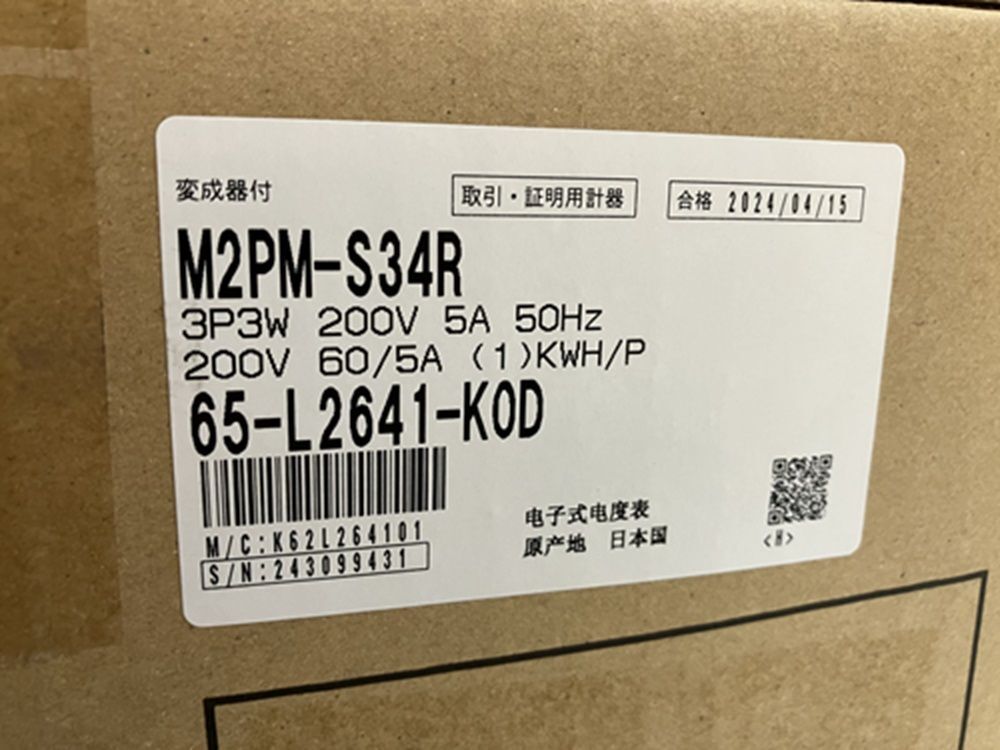 変成器付
取引・証明用計器
合格 2024/04/15
M2PM-S34R
3P3W 200V 5A 50Hz
200V 60/5A (1)KWH/P
65-L2641-K0D
M/C:K62L264101
S/N:243099431
电子式电度表
原产地 日本国
<H>